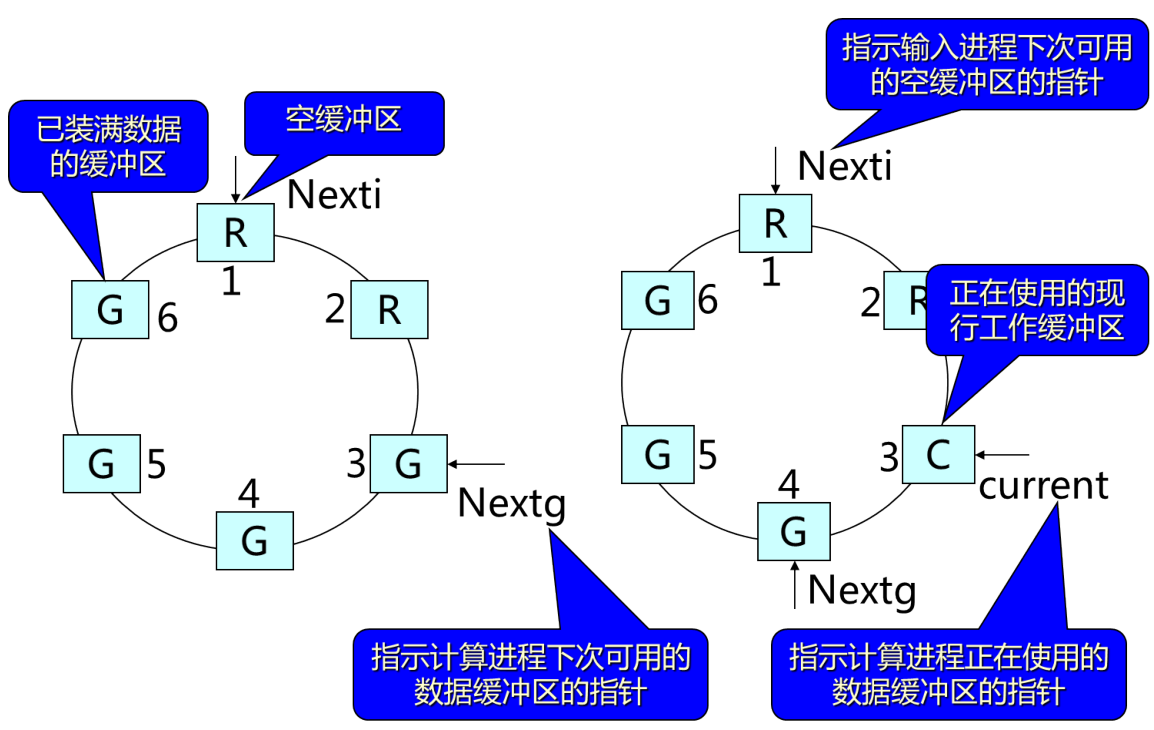 已装满数据
的缓冲区
空缓冲区
Nexti
R
1
G
6
2
R
G
5
3
G
Nextg
4
G
指示计算进程下次可用的
数据缓冲区的指针
指示输入进程下次可用
的空缓冲区的指针
Nexti
R
1
G
6
2
R
正在使用的现
行工作缓冲区
G
5
3
C
current
4
G
Nextg
指示计算进程正在使用的
数据缓冲区的指针